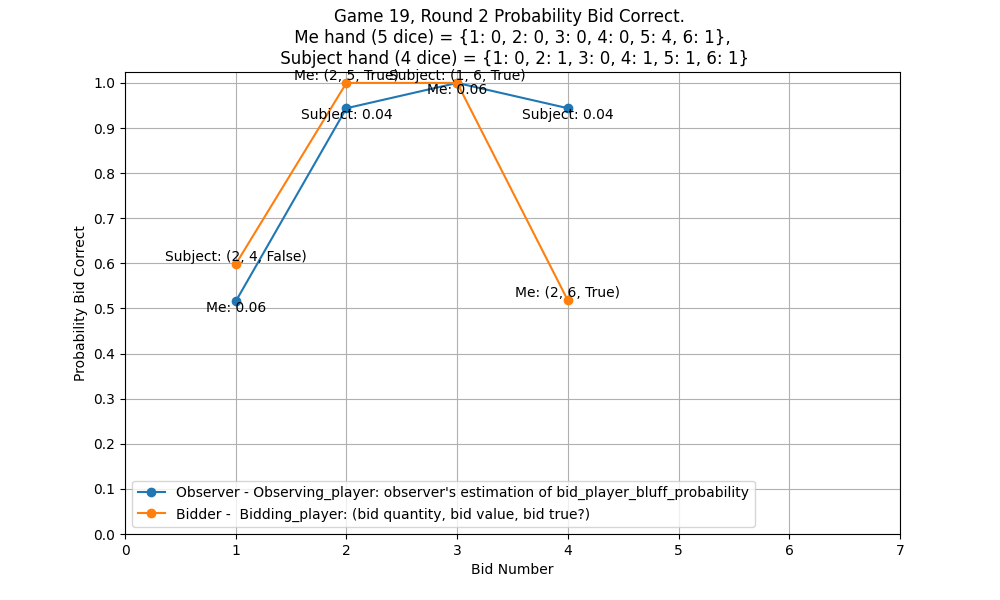 Game 19, Round 2 Probability Bid Correct.
Me hand (5 dice) = {1: 0, 2: 0, 3: 0, 4: 0, 5: 4, 6: 1},
Subject hand (4 dice) = {1: 0, 2: 1, 3: 0, 4: 1, 5: 1, 6: 1}
Me: (2, 5, True)
Subject: (1, 6, True)
Me: 0.06
Subject: 0.04
Subject: 0.04
Subject: (2, 4, False)
Me: 0.06
Me: (2, 6, True)
1.0
0.9
0.8
0.7
0.6
0.5
0.4
0.3
0.2
0.1
0.0
Probability Bid Correct
Observer - Observing_player: observer's estimation of bid_player_bluff_probability
Bidder -  Bidding_player: (bid quantity, bid value, bid true?)
0 1 2 3 4 5 6 7
Bid Number